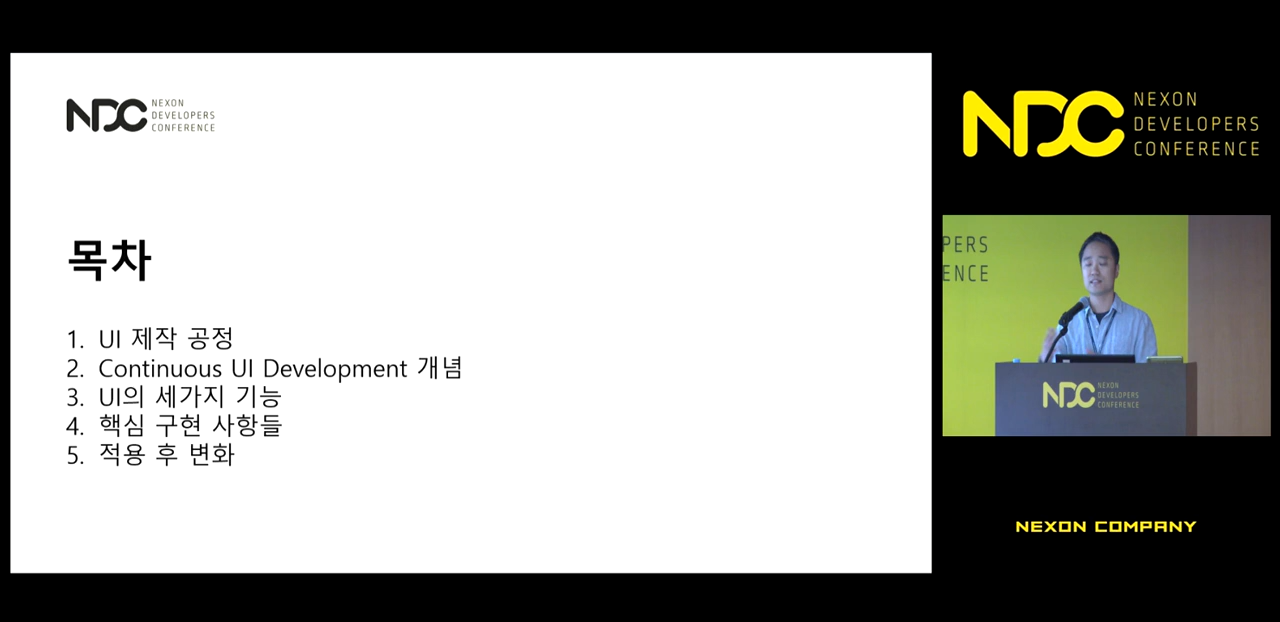 NDC NEXON
DEVELOPERS
CONFERENCE
목차
1. UI 제작 공정
2. Continuous UI Development 개념
3. UI의 세가지 기능
4. 핵심 구현 사항들
5. 적용 후 변화
NDC NEXON
DEVELOPERS
CONFERENCE
PERS
ENCE
NDC NEXON
DEVELOPERS
CONFERENCE
NEXON COMPANY